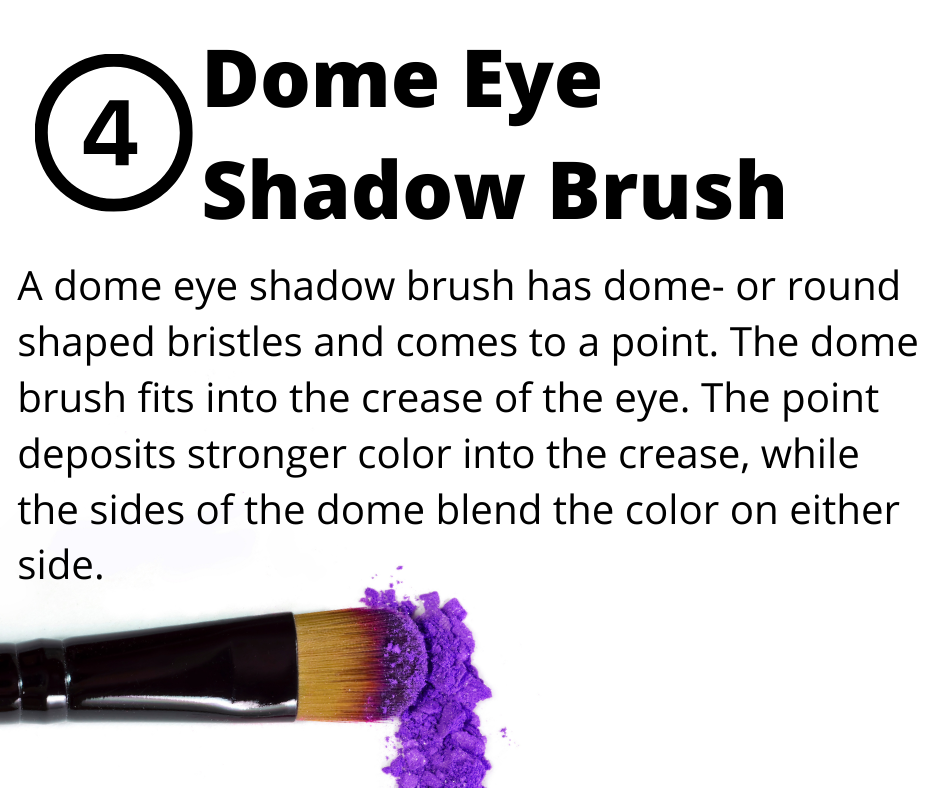 4
Dome Eye
Shadow Brush
A dome eye shadow brush has dome- or round
shaped bristles and comes to a point. The dome
brush fits into the crease of the eye. The point
deposits stronger color into the crease, while
the sides of the dome blend the color on either
side.